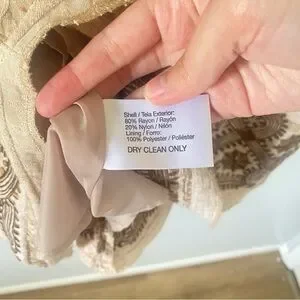 Shell / Tela Exterior:
80% Rayon / Rayón
20% Nylon / Nilón
Lining / Forro:
100% Polyester / Poliéster
DRY CLEAN ONLY